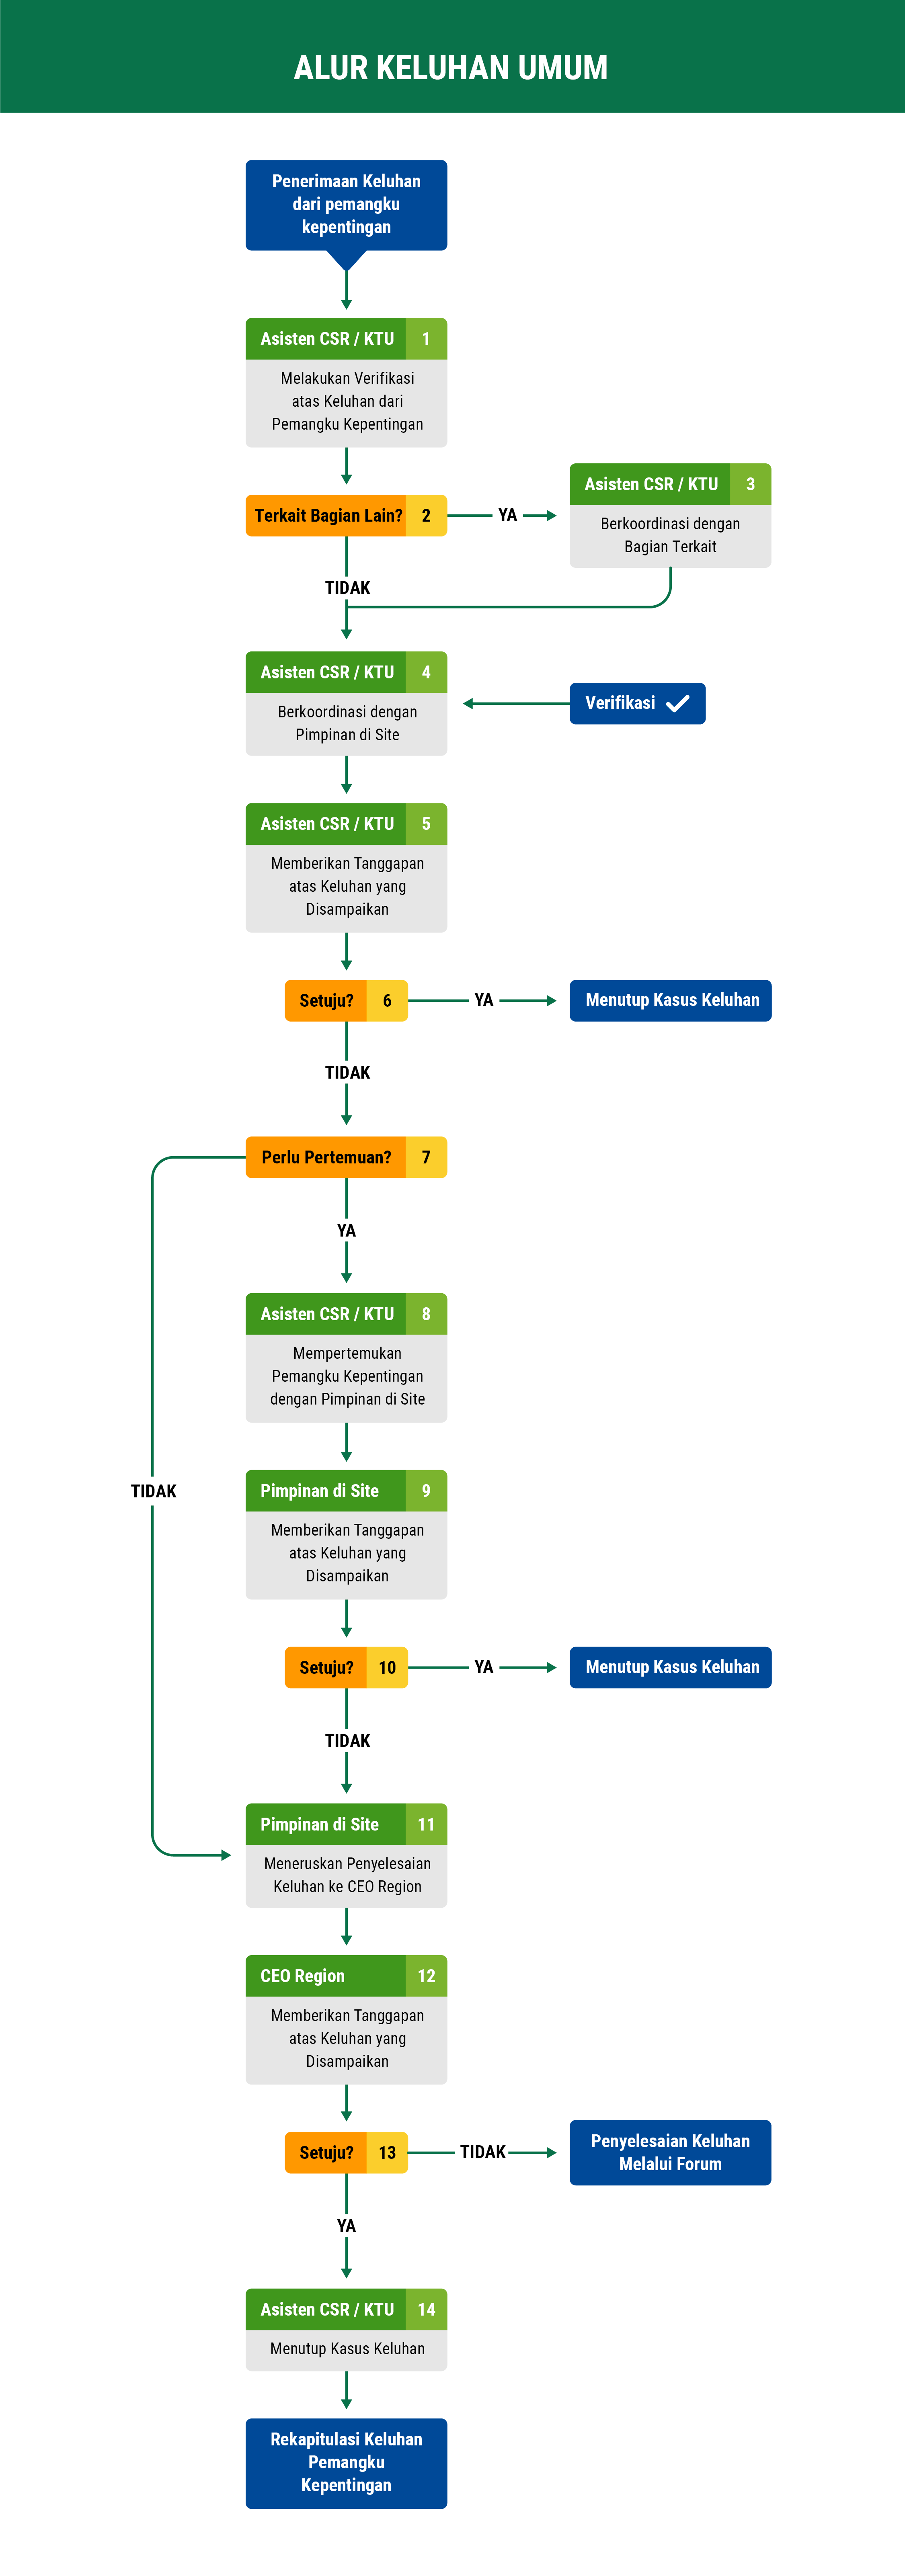 ALUR KELUHAN UMUM
Penerimaan Keluhan
dari pemangku
kepentingan
Asisten CSR / KTU 1
Melakukan Verifikasi
atas Keluhan dari
Pemangku Kepentingan
Terkait Bagian Lain? 2
YA
Asisten CSR / KTU 3
Berkoordinasi dengan
Bagian Terkait
TIDAK
Asisten CSR / KTU 4
Berkoordinasi dengan
Pimpinan di Site
Verifikasi
Asisten CSR / KTU 5
Memberikan Tanggapan
atas Keluhan yang
Disampaikan
Setuju? 6
YA
Menutup Kasus Keluhan
TIDAK
Perlu Pertemuan? 7
YA
Asisten CSR / KTU 8
Mempertemukan
Pemangku Kepentingan
dengan Pimpinan di Site
TIDAK
Pimpinan di Site 9
Memberikan Tanggapan
atas Keluhan yang
Disampaikan
Setuju? 10
YA
Menutup Kasus Keluhan
TIDAK
Pimpinan di Site 11
Meneruskan Penyelesaian
Keluhan ke CEO Region
CEO Region 12
Memberikan Tanggapan
atas Keluhan yang
Disampaikan
Setuju? 13
TIDAK
Penyelesaian Keluhan
Melalui Forum
YA
Asisten CSR / KTU 14
Menutup Kasus Keluhan
Rekapitulasi Keluhan
Pemangku
Kepentingan